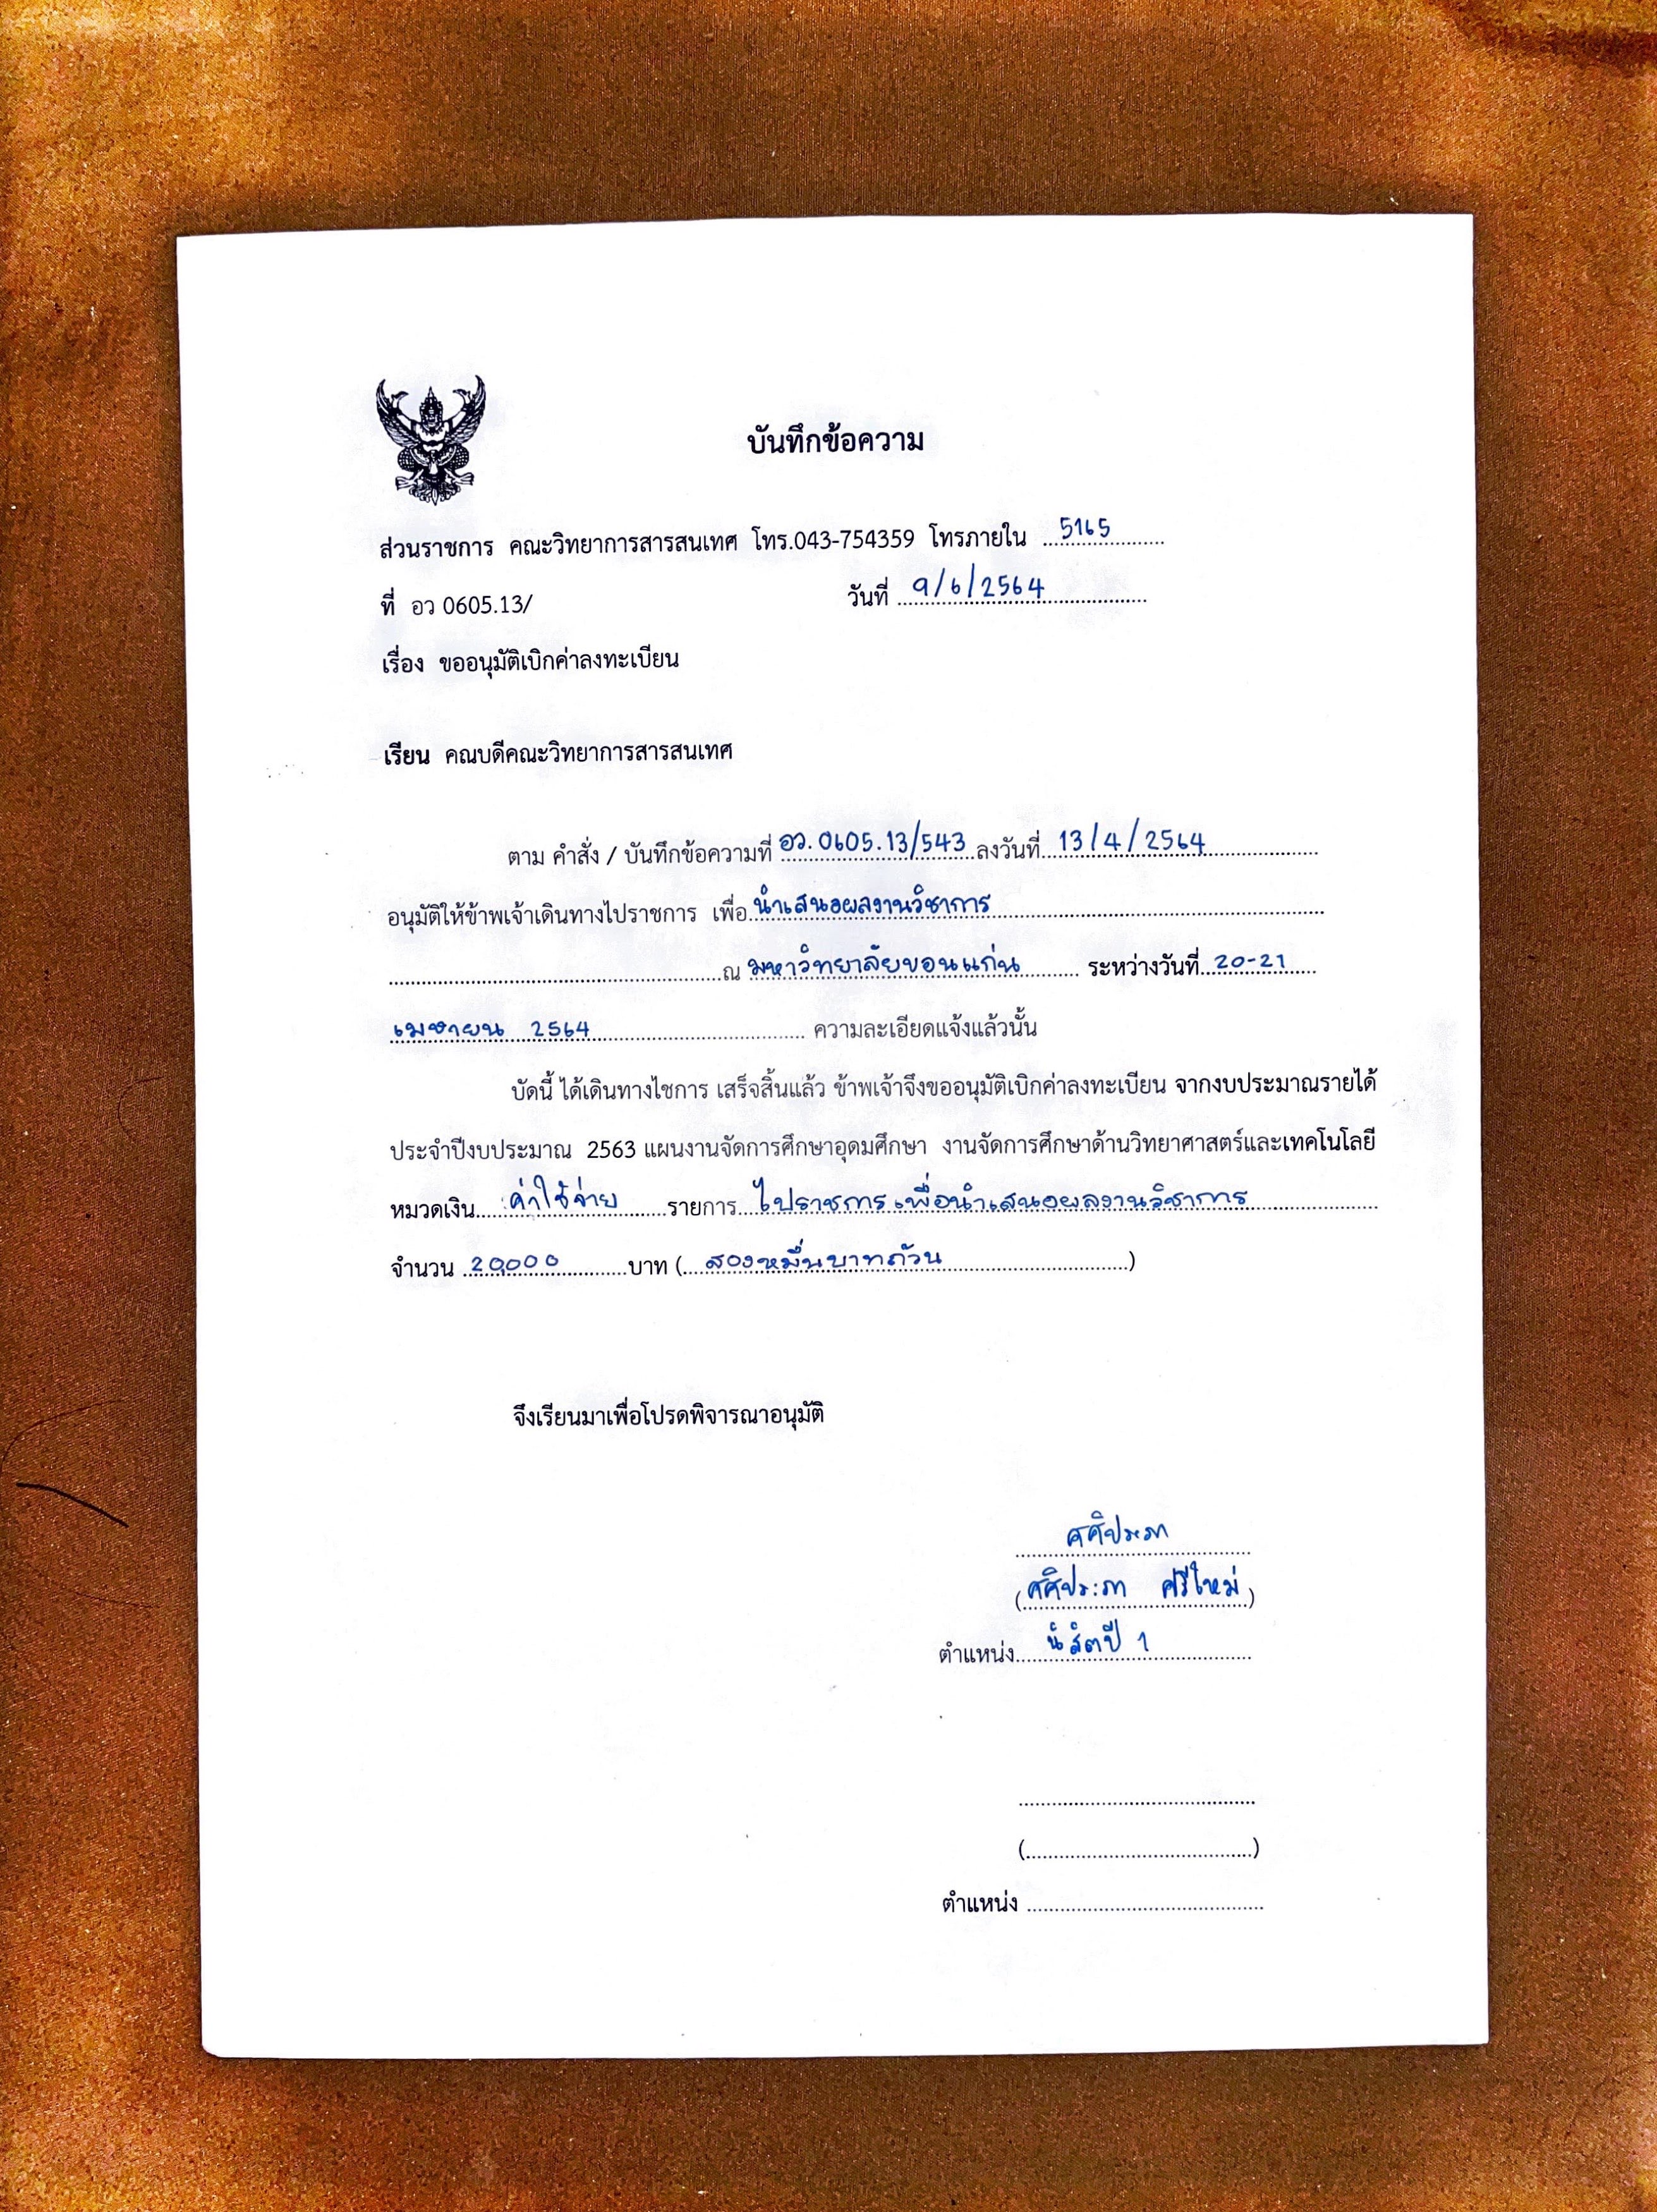 บันทึกข้อความ
ส่วนราชการ คณะวิทยาการสารสนเทศ โทร.043-754359 โทรภายใน 5165
ที่ อว 0605.13/ วันที่ 9/6/2564
เรื่อง ขออนุมัติเบิกค่าลงทะเบียน
เรียน คณบดีคณะวิทยาการสารสนเทศ
ตาม คำสั่ง / บันทึกข้อความที่ อว. 0605.13/543 ลงวันที่ 13/4/2564
อนุมัติให้ข้าพเจ้าเดินทางไปราชการ เพื่อ นำเสนอผลงานวิชาการ
ณ มหาวิทยาลัยขอนแก่น ระหว่างวันที่ 20-21
เมษายน 2564 ความละเอียดแจ้งแล้วนั้น
บัดนี้ ได้เดินทางไชการ เสร็จสิ้นแล้ว ข้าพเจ้าจึงขออนุมัติเบิกค่าลงทะเบียน จากงบประมาณรายได้
ประจำปีงบประมาณ 2563 แผนงานจัดการศึกษาอุดมศึกษา งานจัดการศึกษาด้านวิทยาศาสตร์และเทคโนโลยี
หมวดเงิน ค่าใช้จ่าย รายการ ไปราชการเพื่อนำเสนอผลงานวิชาการ
จำนวน 20,000 บาท ( สองหมื่นบาทถ้วน )
จึงเรียนมาเพื่อโปรดพิจารณาอนุมัติ
ศศิประภา
(ศศิประภา ศรีใหม่)
ตำแหน่ง นิสิตปี 1
(                    )
ตำแหน่ง